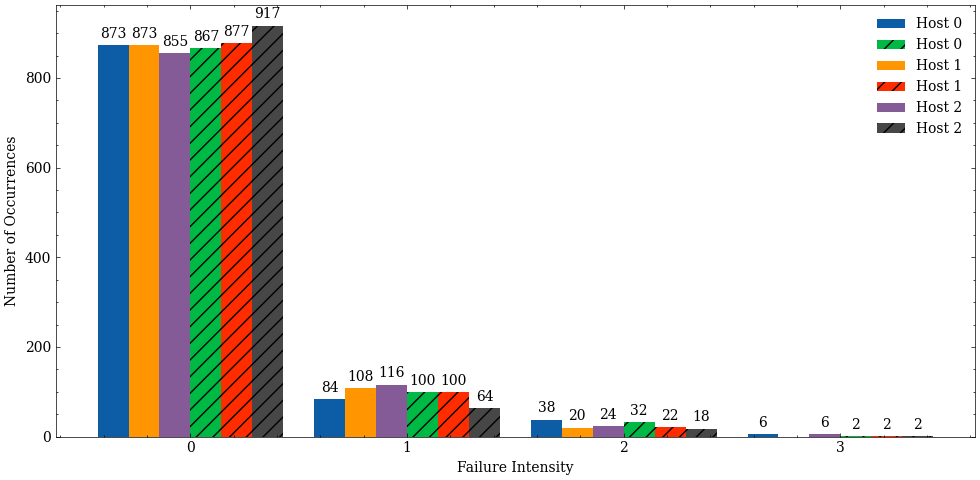 873 873 855 867 877 917
Host 0
Host 0
Host 1
Host 1
Host 2
Host 2
800
600
400
200
0
Number of Occurrences
84 108 116 100 100 64
38 20 24 32 22 18
6 6 2 2 2
0 1 2 3
Failure Intensity